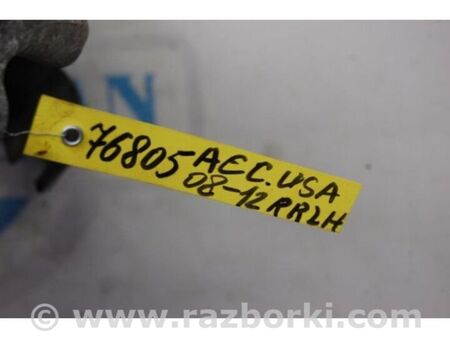 76805 AEC.USA
08-12 RRLH
© www.razborki.com